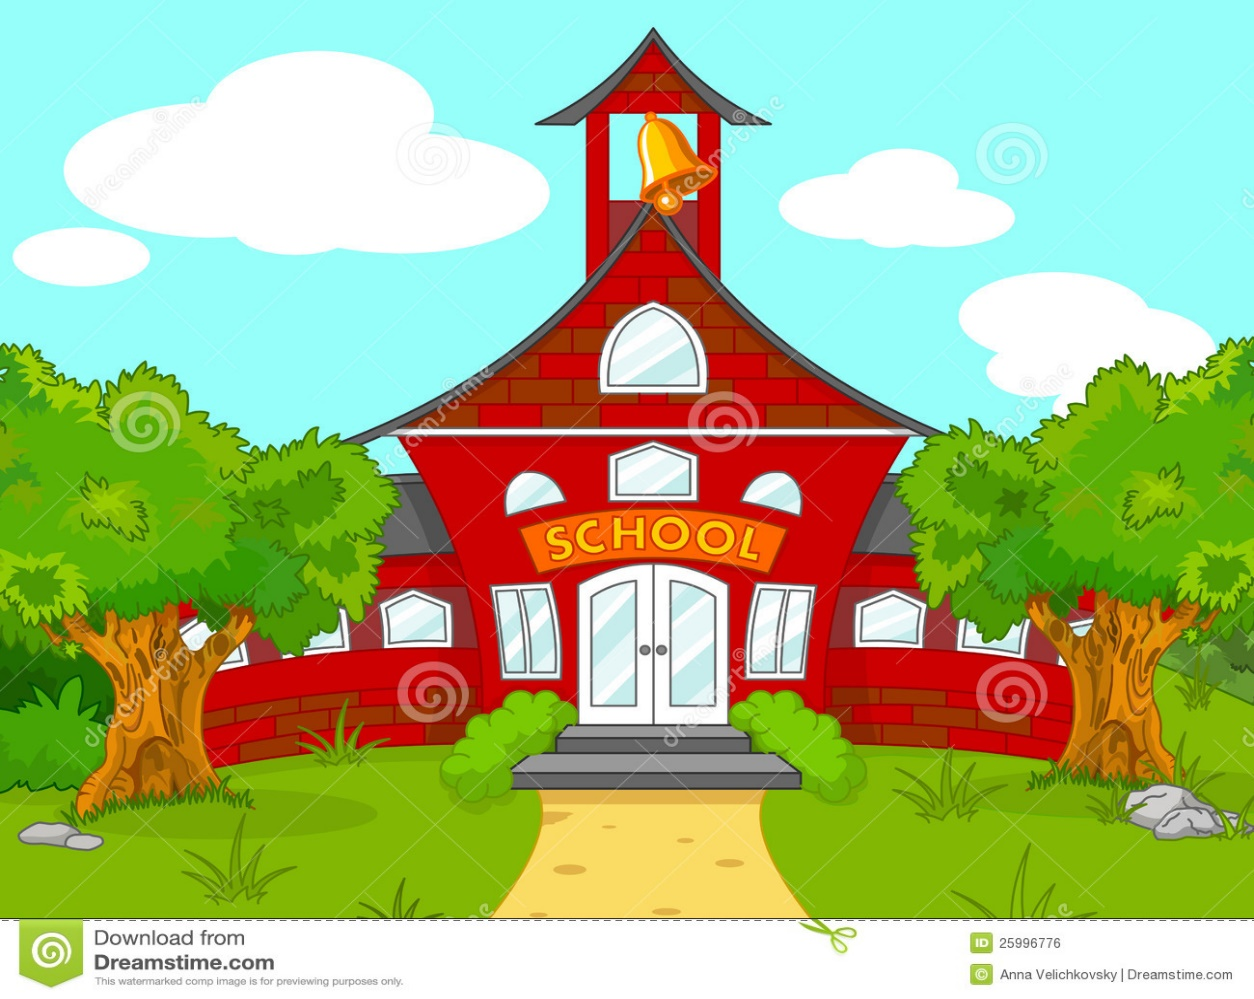 SCHOOL
Download from
Dreamstime.com
This watermarked comp image is for previewing purposes only.
ID 25996776
© Anna Velichkovsky | Dreamstime.com